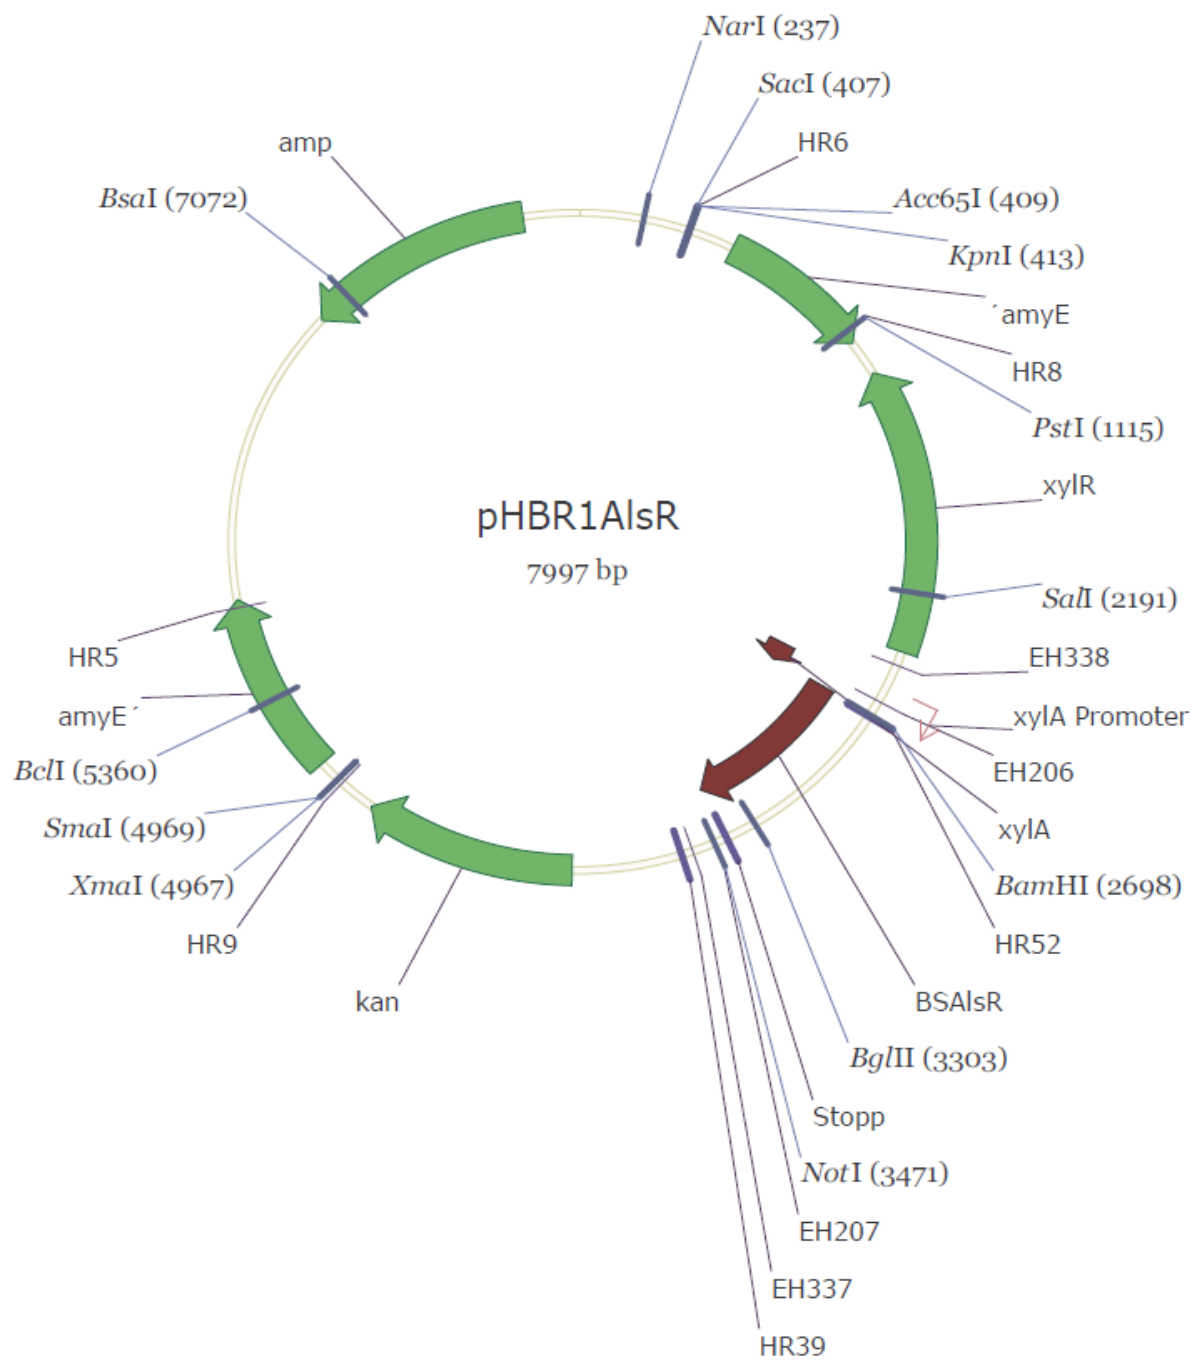 NarI (237)
SacI (407)
HR6
amp
BsaI (7072)
Acc65I (409)
KpnI (413)
´amyE
HR8
PstI (1115)
xylR
pHBR1AlsR
7997 bp
SalI (2191)
HR5
EH338
amyE´
xylA Promoter
BclI (5360)
EH206
SmaI (4969)
xylA
XmaI (4967)
BamHI (2698)
HR9
HR52
kan
BSAlsR
BglII (3303)
Stopp
NotI (3471)
EH207
EH337
HR39